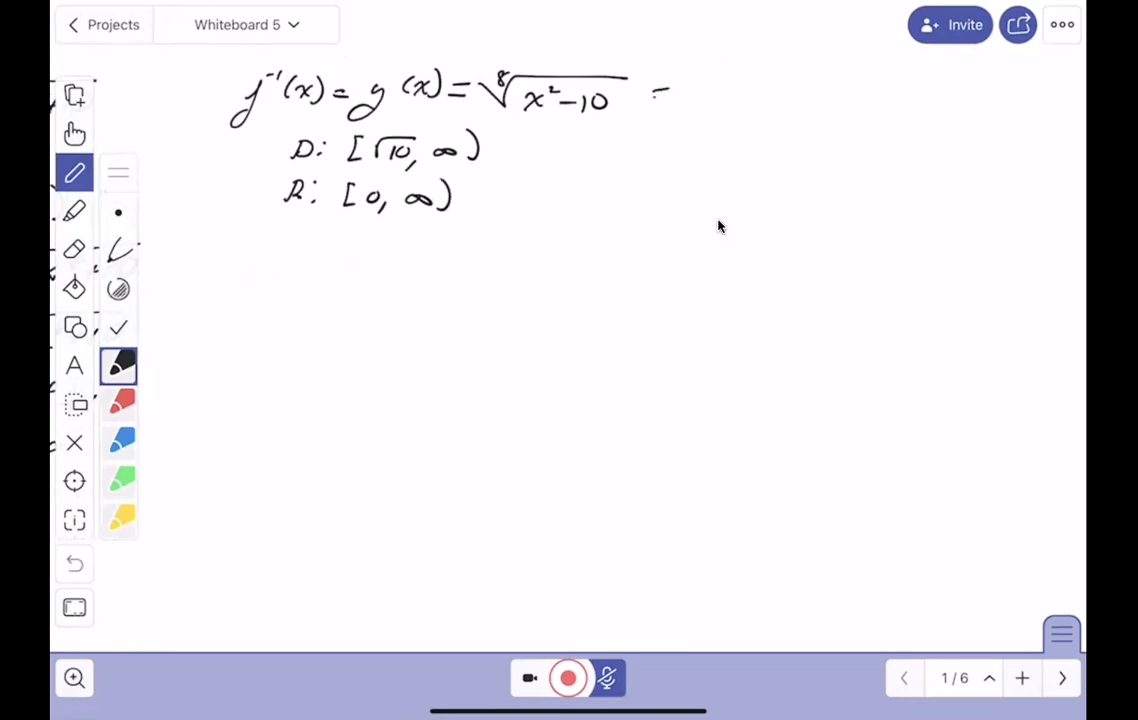 Projects
Whiteboard 5
Invite
f⁻¹(x) = g(x) = ⁸√(x²-10) =
D: [√10, ∞)
R: [0, ∞)
A
1/6